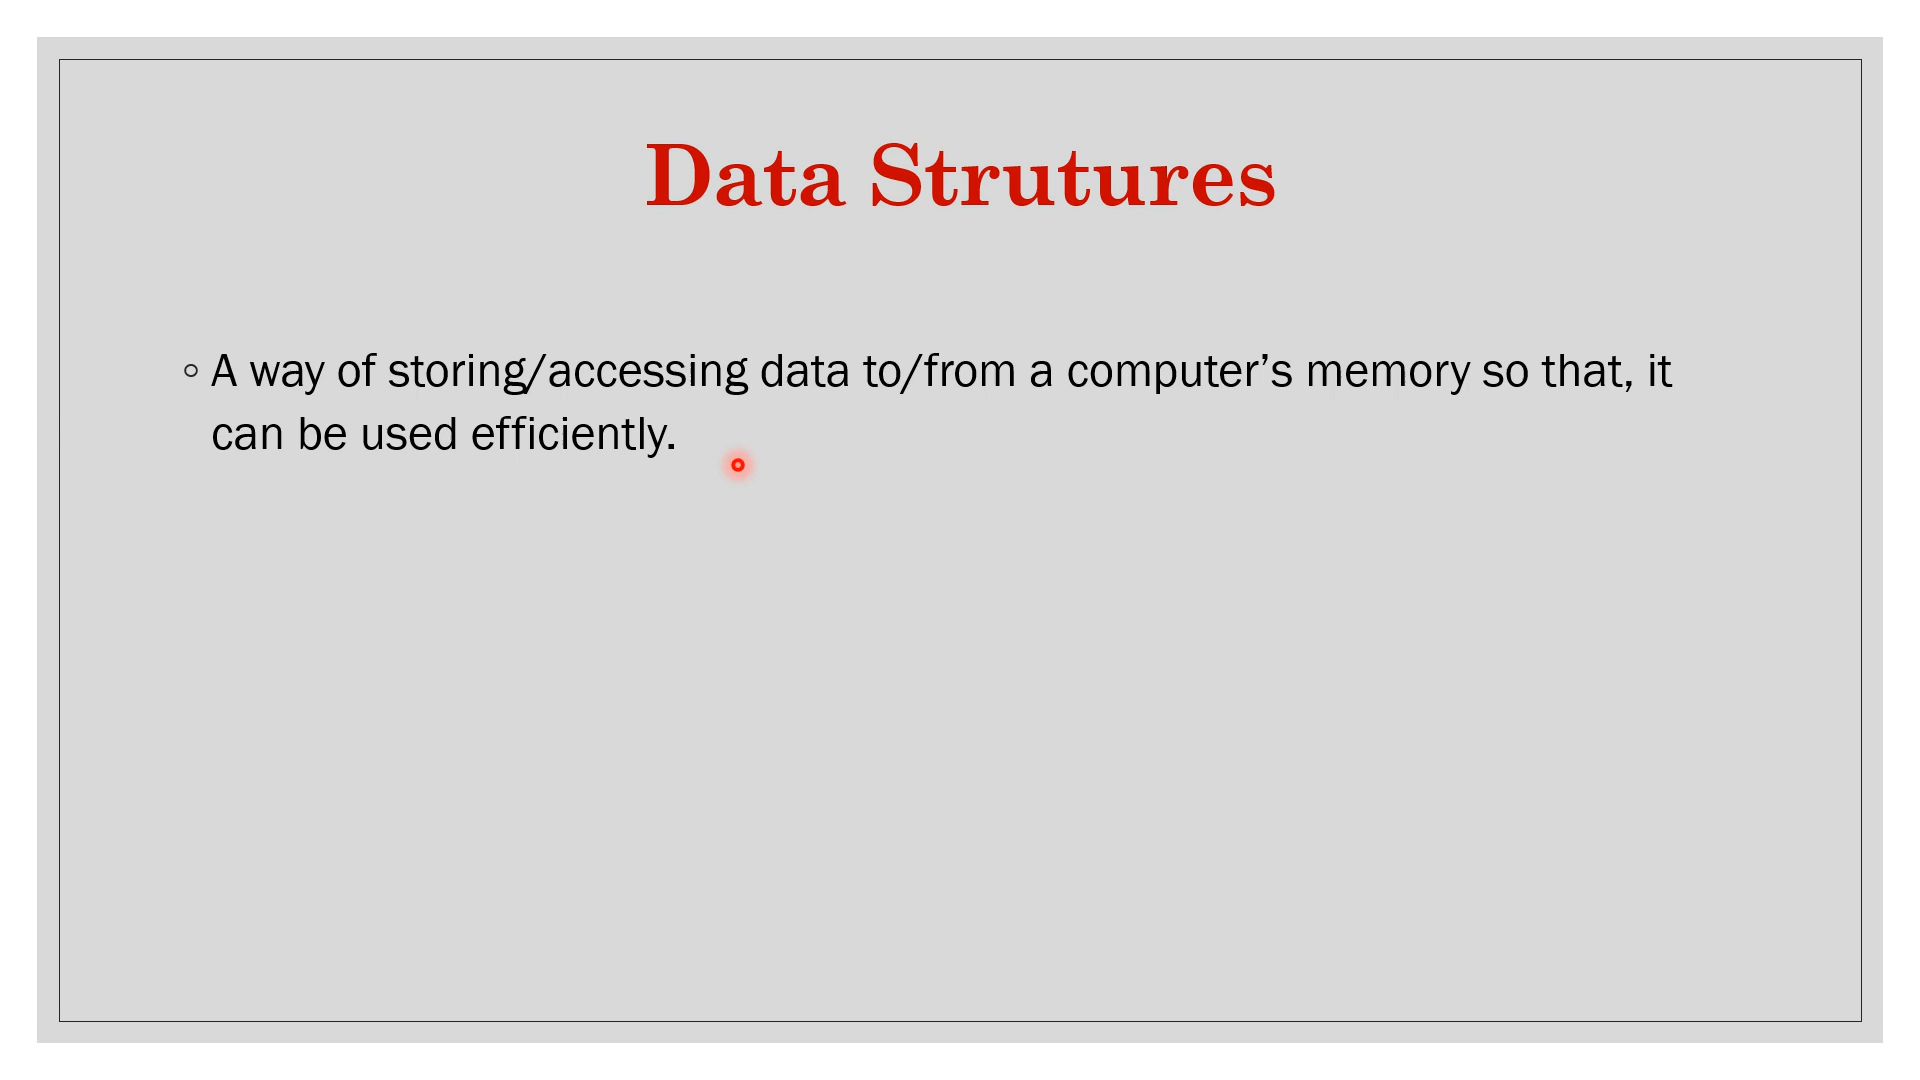 Data Strutures
◦ A way of storing/accessing data to/from a computer’s memory so that, it
can be used efficiently.